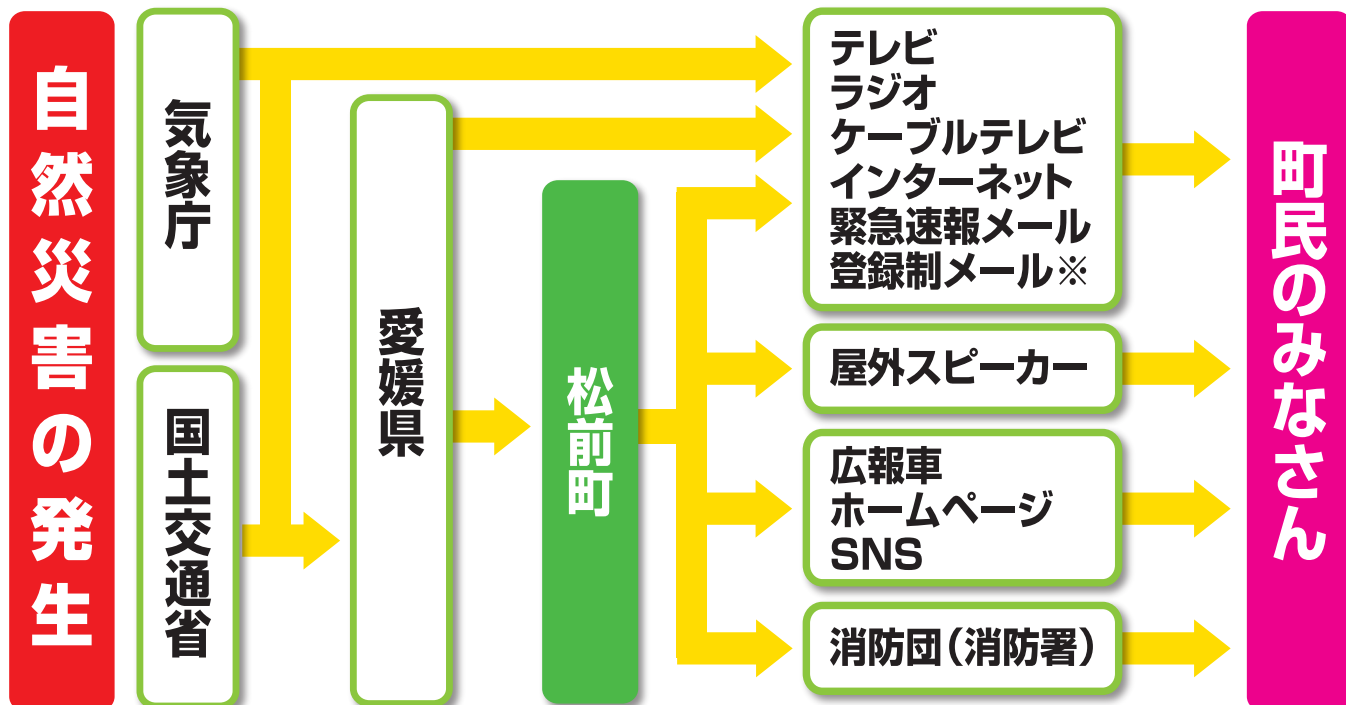 自然災害の発生
気象庁
国土交通省
愛媛県
松前町
テレビ
ラジオ
ケーブルテレビ
インターネット
緊急速報メール
登録制メール※
屋外スピーカー
広報車
ホームページ
SNS
消防団(消防署)
町民のみなさん